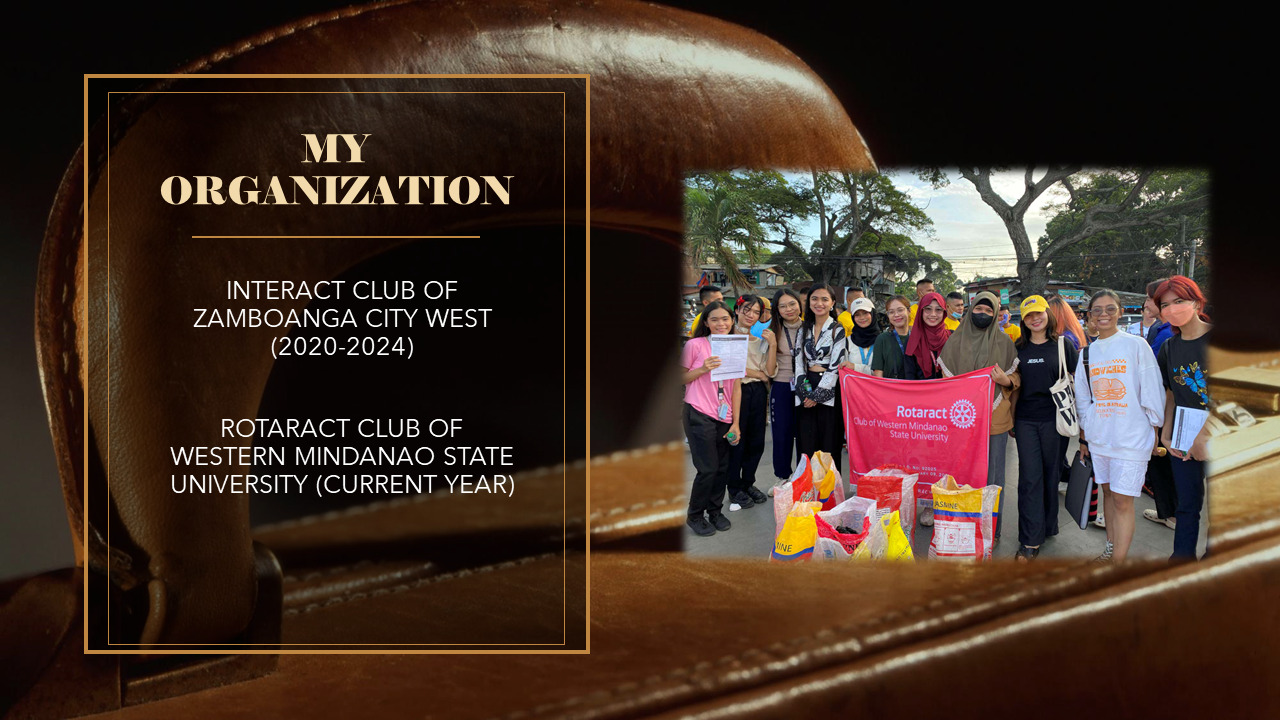 MY
ORGANIZATION
INTERACT CLUB OF
ZAMBOANGA CITY WEST
(2020-2024)
ROTARACT CLUB OF
WESTERN MINDANAO STATE
UNIVERSITY (CURRENT YEAR)
Rotaract
Club of Western Mindanao
State University
JESUS.
JASMINE